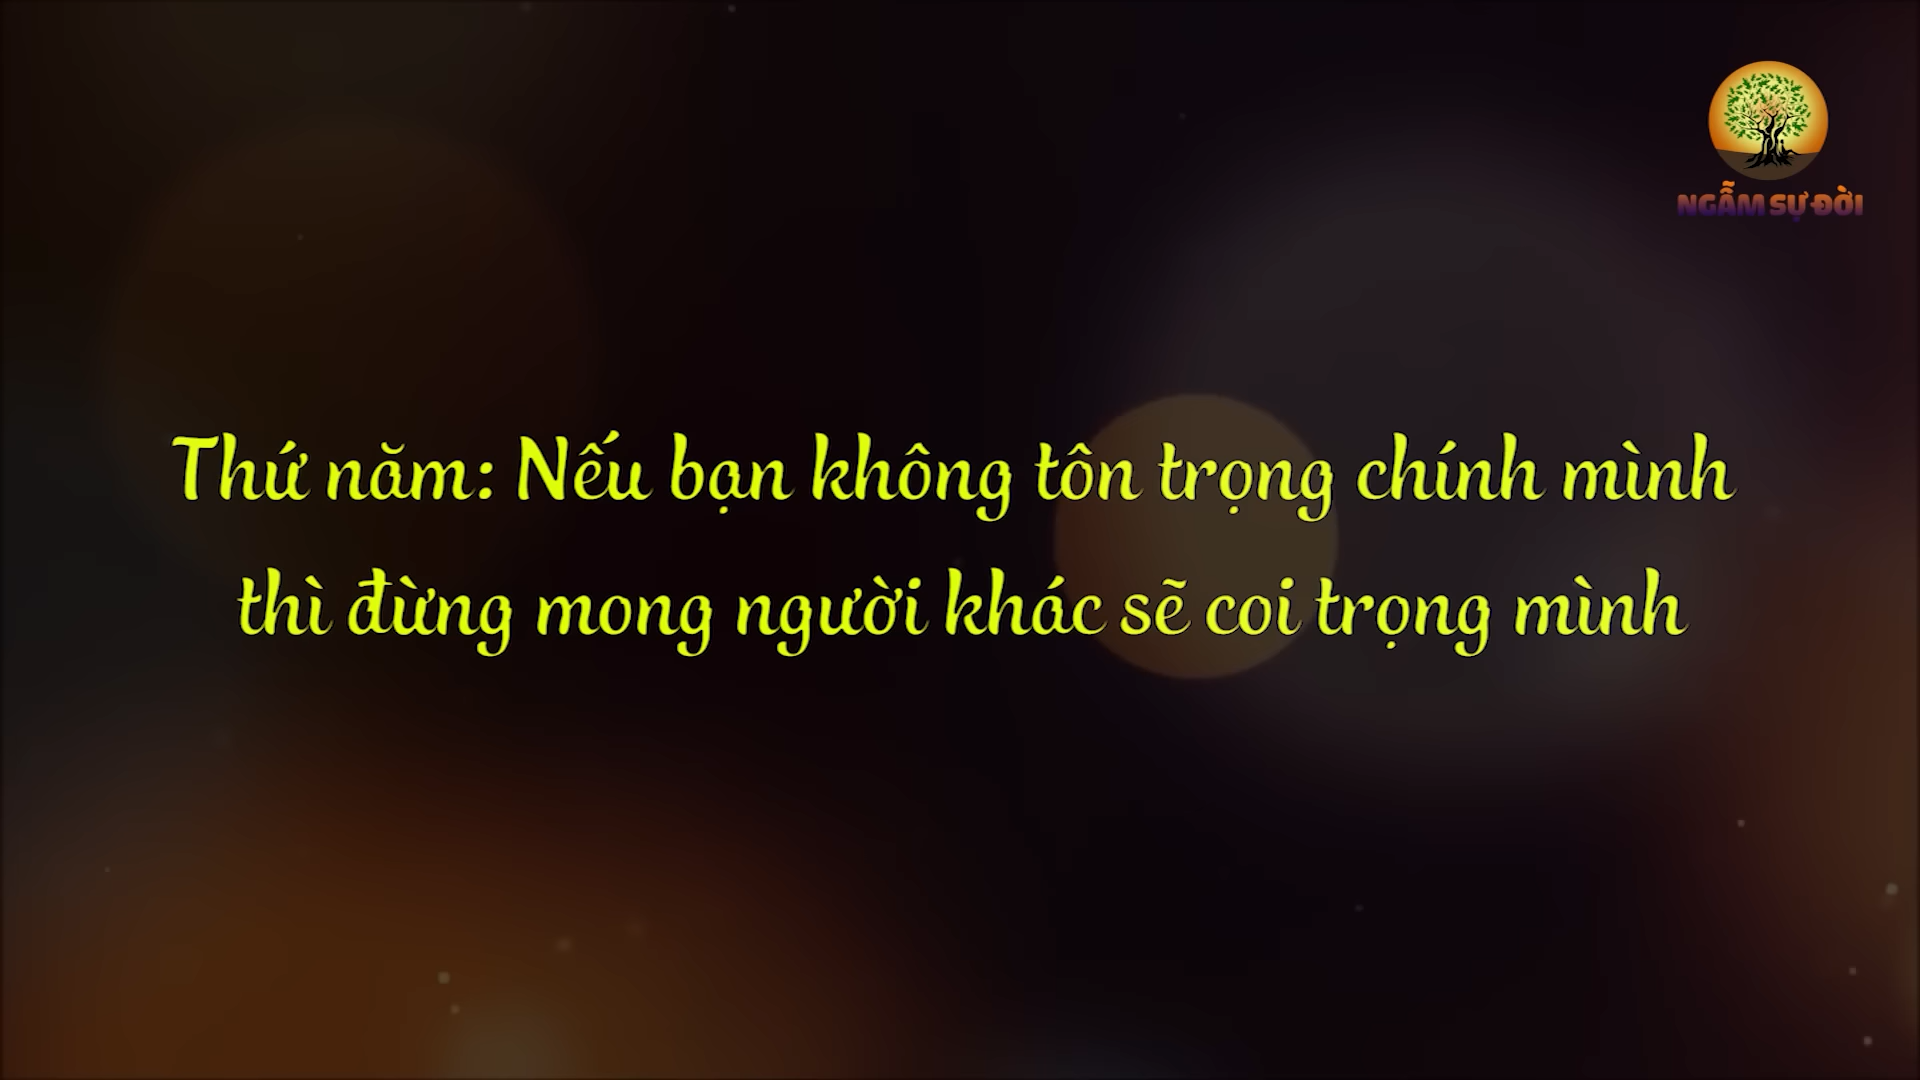 NGẪM SỰ ĐỜI
Thứ năm: Nếu bạn không tôn trọng chính mình
thì đừng mong người khác sẽ coi trọng mình